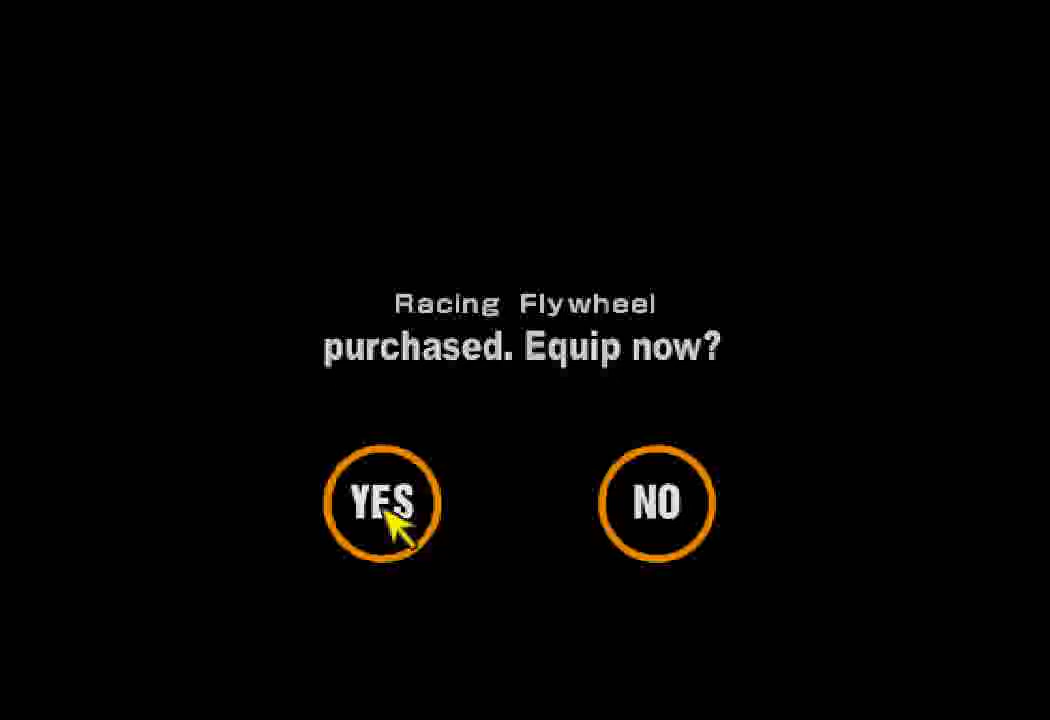 Racing Flywheel
purchased. Equip now?
YES NO